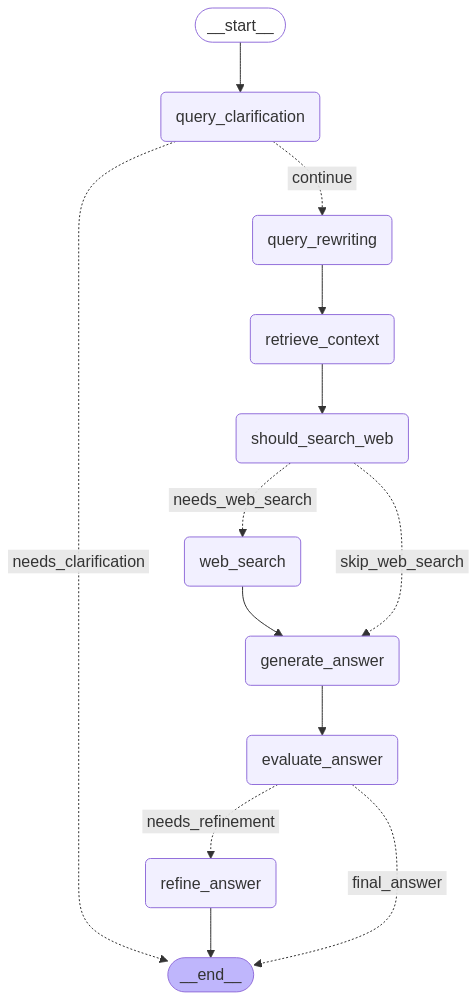 __start__
query_clarification
continue
query_rewriting
retrieve_context
should_search_web
needs_web_search
needs_clarification
web_search
skip_web_search
generate_answer
evaluate_answer
needs_refinement
refine_answer
final_answer
__end__